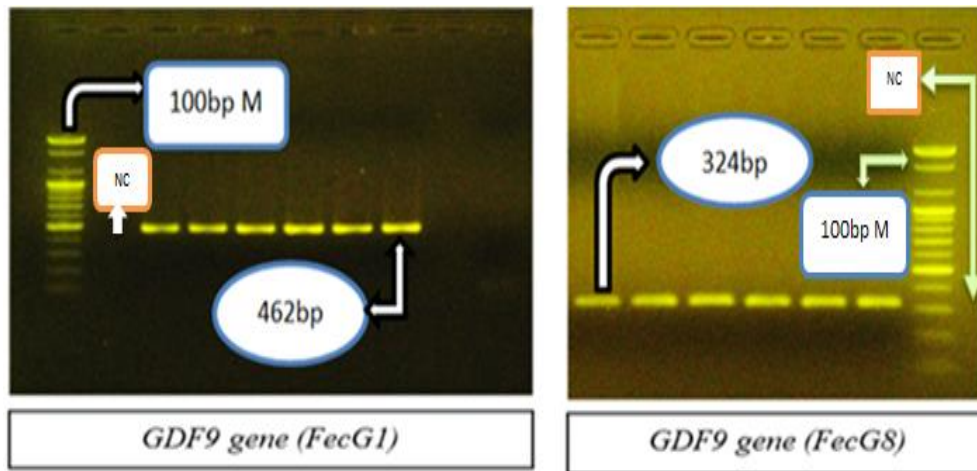 100bp M
NC
462bp
GDF9 gene (FecG1)
NC
324bp
100bp M
GDF9 gene (FecG8)